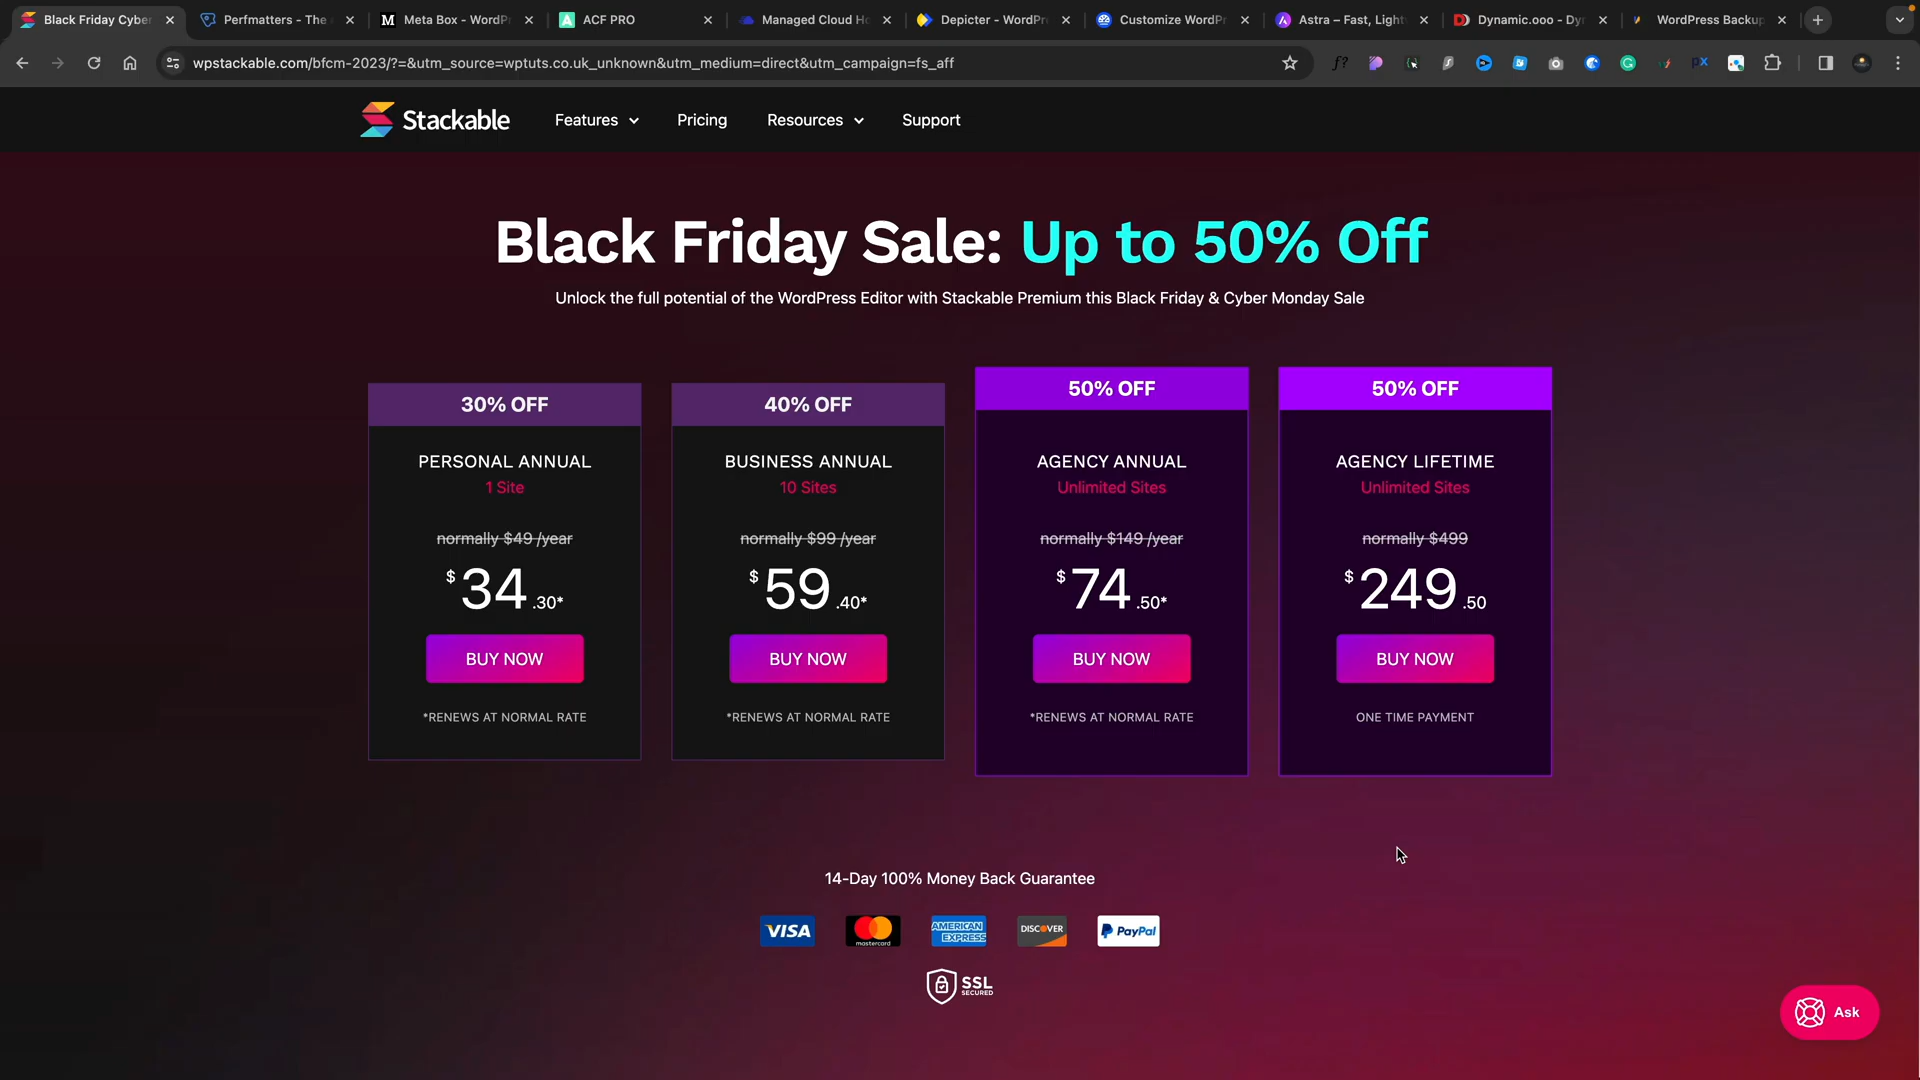 Black Friday Cyber
Perfmatters - The
Meta Box - WordPr
ACF PRO
Managed Cloud Ho
Depicter - WordPre
Customize WordPr
Astra – Fast, Light
Dynamic.ooo - Dyn
WordPress Backup
wpstackable.com/bfcm-2023/?=&utm_source=wptuts.co.uk_unknown&utm_medium=direct&utm_campaign=fs_aff
Stackable
Features
Pricing
Resources
Support
Black Friday Sale: Up to 50% Off
Unlock the full potential of the WordPress Editor with Stackable Premium this Black Friday & Cyber Monday Sale
30% OFF
PERSONAL ANNUAL
1 Site
normally $49 /year
$34.30*
BUY NOW
*RENEWS AT NORMAL RATE
40% OFF
BUSINESS ANNUAL
10 Sites
normally $99 /year
$59.40*
BUY NOW
*RENEWS AT NORMAL RATE
50% OFF
AGENCY ANNUAL
Unlimited Sites
normally $149 /year
$74.50*
BUY NOW
*RENEWS AT NORMAL RATE
50% OFF
AGENCY LIFETIME
Unlimited Sites
normally $499
$249.50
BUY NOW
ONE TIME PAYMENT
14-Day 100% Money Back Guarantee
VISA
mastercard
AMERICAN EXPRESS
DISCOVER
PayPal
SSL
SECURED
Ask